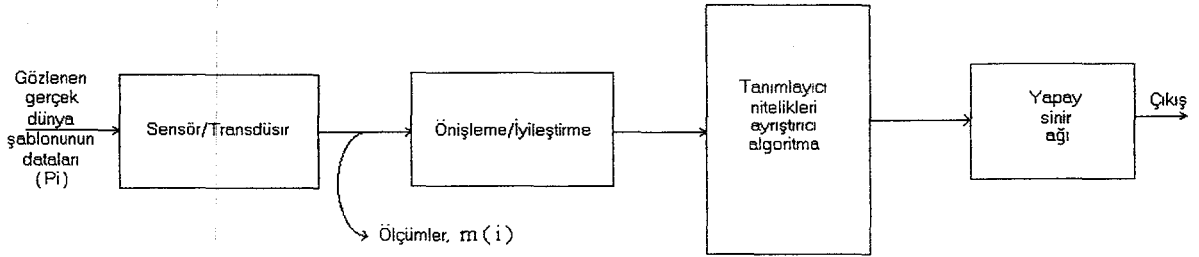 Gözlenen
gerçek
dünya
şablonunun
dataları
(Pi)
Sensör/Transdüsır
Ölçümler, m(i)
Önişleme/İyileştirme
Tanımlayıcı
nitelikleri
ayrıştırıcı
algoritma
Yapay
sinir
ağı
Çıkış